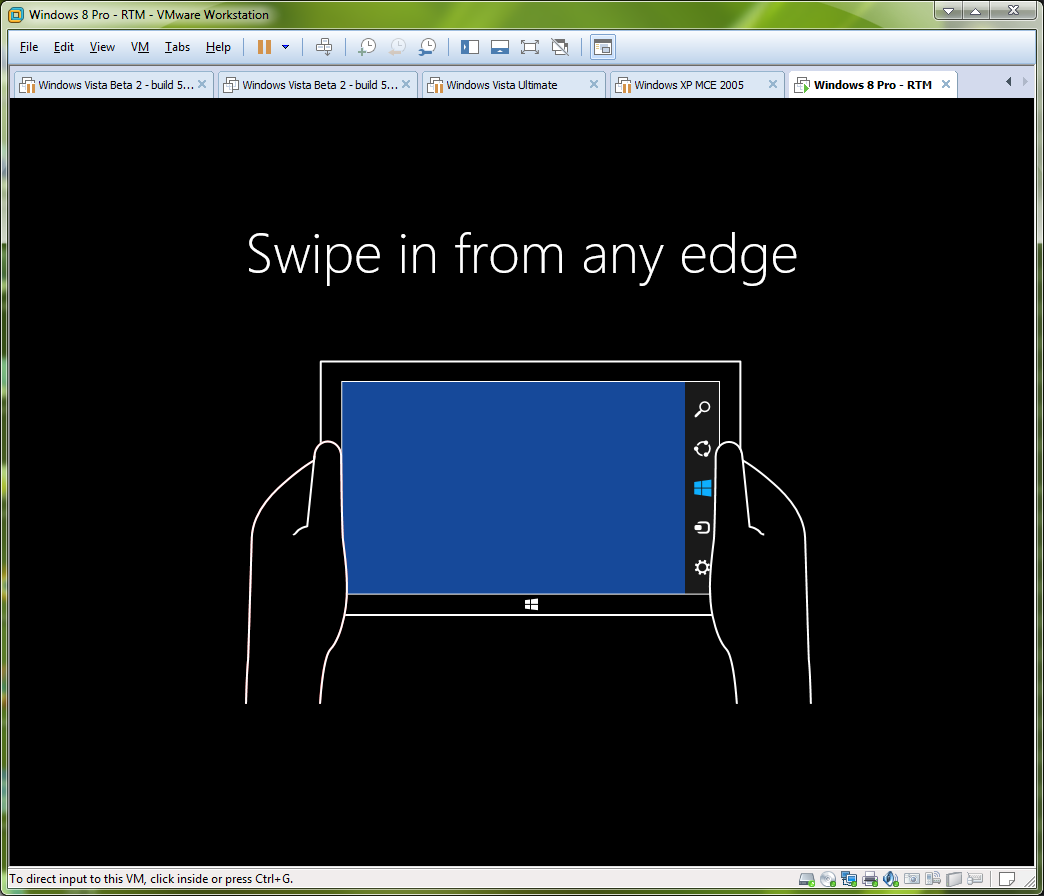 Windows 8 Pro - RTM - VMware Workstation
File Edit View VM Tabs Help
Windows Vista Beta 2 - build 5... Windows Vista Beta 2 - build 5... Windows Vista Ultimate Windows XP MCE 2005 Windows 8 Pro - RTM
Swipe in from any edge
To direct input to this VM, click inside or press Ctrl+G.